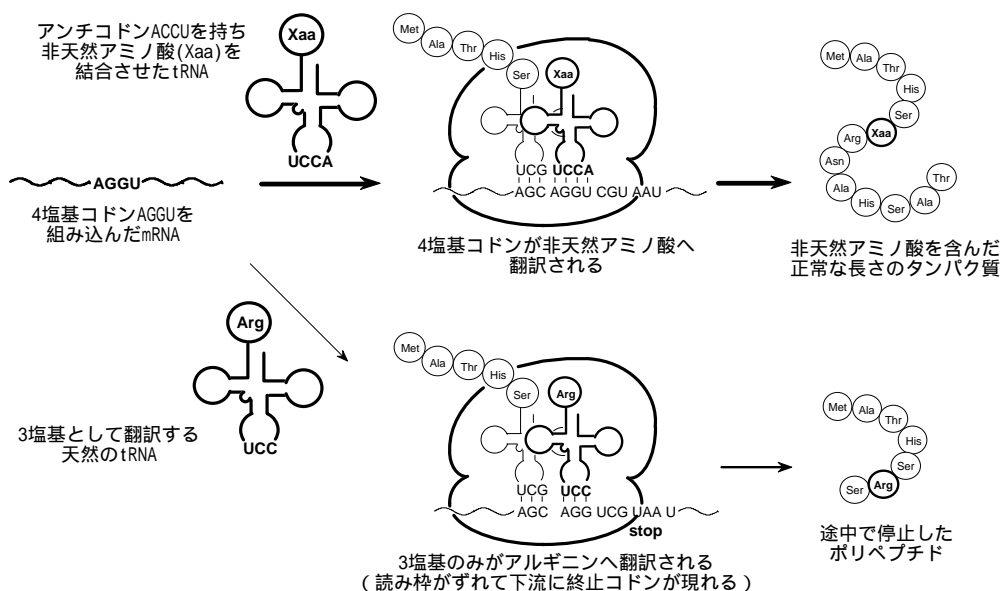 アンチコドンACCUを持ち
非天然アミノ酸(Xaa)を
結合させたtRNA
Xaa
UCCA
AGGU
4塩基コドンAGGUを
組み込んだmRNA
Met
Ala
Thr
His
Ser
Xaa
UCG UCCA
AGC AGGU CGU AAU
4塩基コドンが非天然アミノ酸へ
翻訳される
Met
Ala
Thr
His
Ser
Xaa
Arg
Asn
Ala
His
Ser
Ala
Thr
非天然アミノ酸を含んだ
正常な長さのタンパク質
Arg
UCC
3塩基として翻訳する
天然のtRNA
Met
Ala
Thr
His
Ser
Arg
UCG UCC
AGC AGG UCG UAA U
stop
3塩基のみがアルギニンへ翻訳される
(読み枠がずれて下流に終止コドンが現れる)
Met
Ala
Thr
His
Ser
Arg
Ser
途中で停止した
ポリペプチド